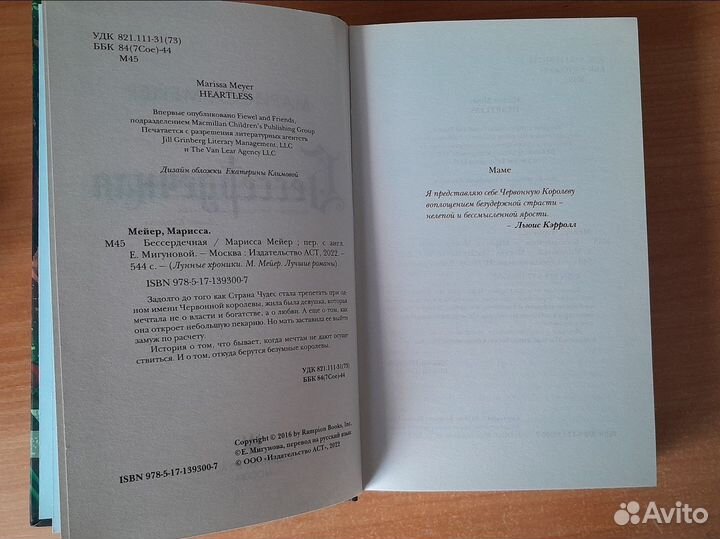 УДК 821.111-31(73)
ББК 84(7Сое)-44
М45
Marissa Meyer
HEARTLESS
Впервые опубликовано Fiewel and Friends,
подразделением Macmillan Children's Publishing Group
Печатается с разрешения литературных агентств
Jill Grinberg Literary Management, LLC
и The Van Lear Agency LLC
Дизайн обложки Екатерины Климовой
Мейер, Марисса.
М45 Бессердечная / Марисса Мейер ; пер. с англ.
Е. Мигуновой. – Москва : Издательство АСТ, 2022. –
544 с. – (Лунные хроники. М. Мейер. Лучшие романы).
ISBN 978-5-17-139300-7
Задолго до того как Страна Чудес стала трепетать при од-
ном имени Червонной королевы, жила была девушка, которая
мечтала не о власти и богатстве, а о любви. А еще о том, как
она откроет небольшую пекарню. Но мать заставила ее выйти
замуж по расчету.
История о том, что бывает, когда мечтам не дают осуще-
ствиться. И о том, откуда берутся безумные королевы.
УДК 821.111-31(73)
ББК 84(7Сое)-44
Copyright © 2016 by Rampion Books, Inc.
© Е. Мигунова, перевод на русский язык
© ООО «Издательство АСТ», 2022
ISBN 978-5-17-139300-7
Маме
Я представляю себе Червонную Королеву
воплощением безудержной страсти –
нелепой и бессмысленной ярости.
– Льюис Кэрролл
Avito